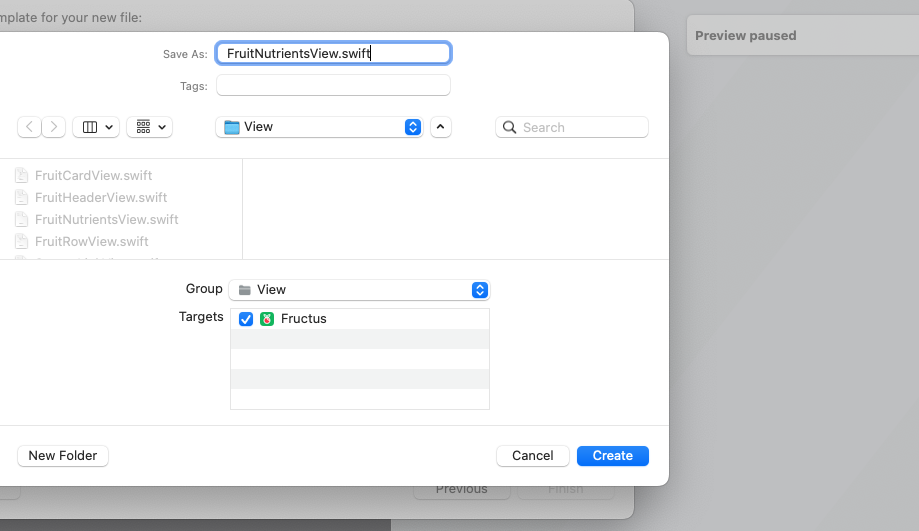 mplate for your new file:
Preview paused
Save As: FruitNutrientsView.swift
Tags:
View
Search
FruitCardView.swift
FruitHeaderView.swift
FruitNutrientsView.swift
FruitRowView.swift
Group View
Targets Fructus
New Folder Cancel Create
Previous Finish